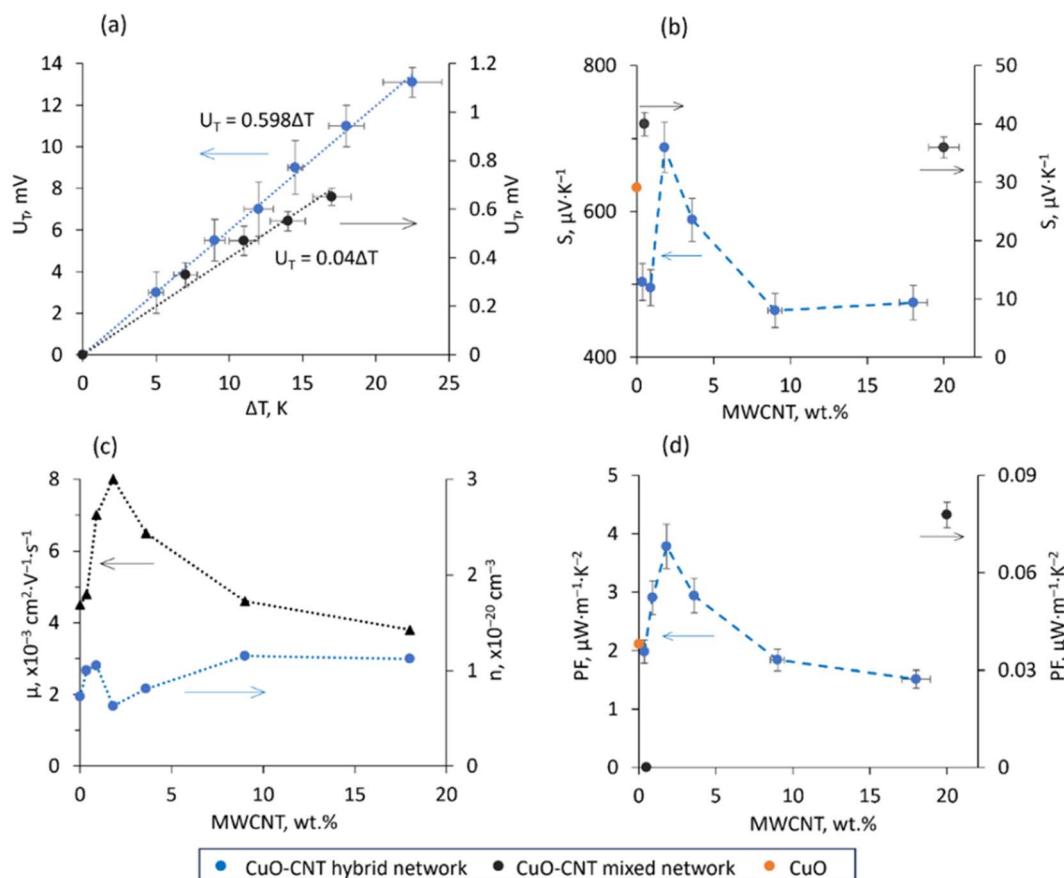 (a)
14
12
10
8
6
4
2
0
U_T, mV
1.2
1
0.8
0.6
0.4
0.2
0
U_T, mV
U_T = 0.598ΔT
U_T = 0.04ΔT
0 5 10 15 20 25
ΔT, K
(b)
800
600
400
S, µV·K⁻¹
50
40
30
20
10
0
S, µV·K⁻¹
0 5 10 15 20
MWCNT, wt.%
(c)
8
6
4
2
0
µ, x10⁻³ cm²·V⁻¹·s⁻¹
3
2
1
0
n, x10⁻²⁰ cm⁻³
0 5 10 15 20
MWCNT, wt.%
(d)
5
4
3
2
1
0
PF, µW·m⁻¹·K⁻²
0.09
0.06
0.03
0
PF, µW·m⁻¹·K⁻²
0 5 10 15 20
MWCNT, wt.%
CuO-CNT hybrid network CuO-CNT mixed network CuO